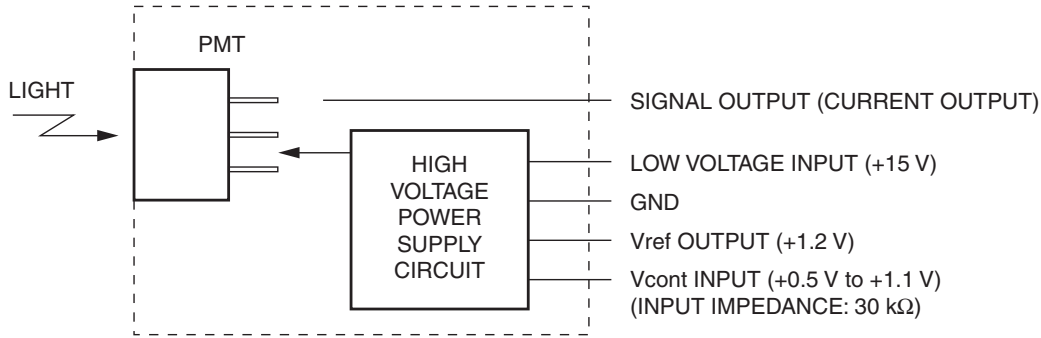 PMT
LIGHT
SIGNAL OUTPUT (CURRENT OUTPUT)
HIGH
VOLTAGE
POWER
SUPPLY
CIRCUIT
LOW VOLTAGE INPUT (+15 V)
GND
Vref OUTPUT (+1.2 V)
Vcont INPUT (+0.5 V to +1.1 V)
(INPUT IMPEDANCE: 30 kΩ)